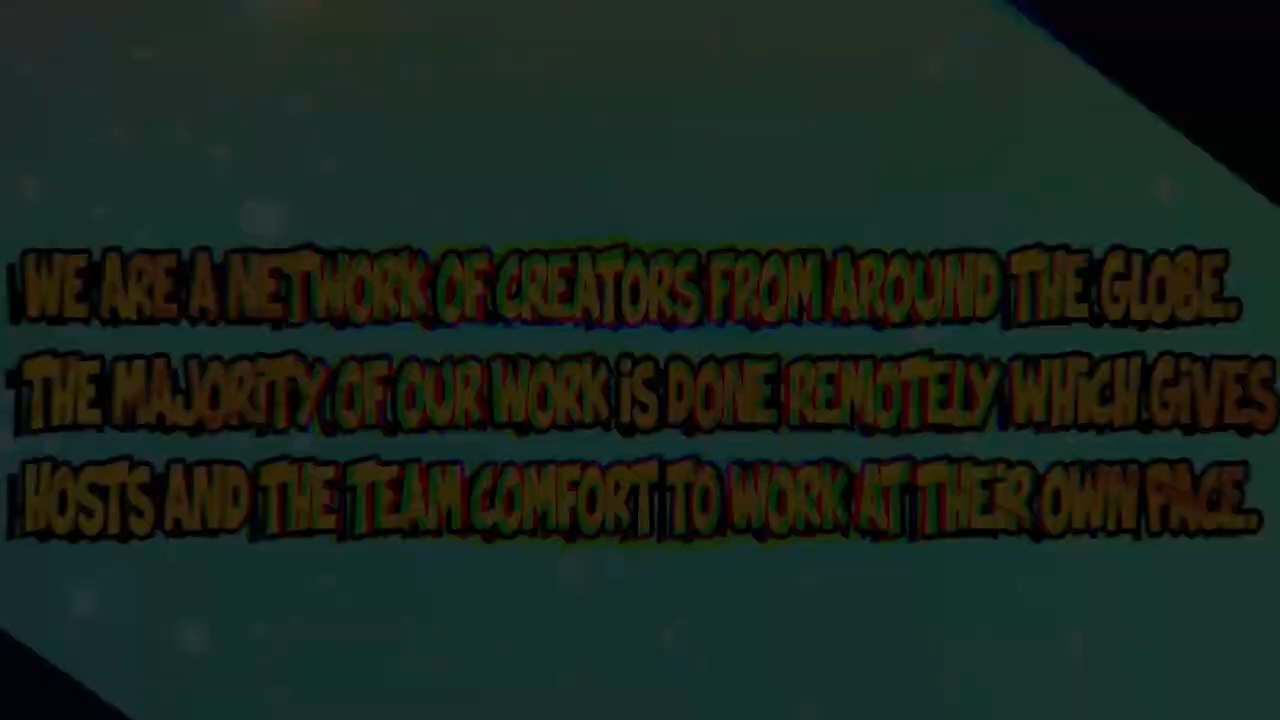 WE ARE A NETWORK OF CREATORS FROM AROUND THE GLOBE.
THE MAJORiTY OF OUR WORK iS DONE REMOTELY WHiCH GiVES
HOSTS AND THE TEAM COMFORT TO WORK AT THEiR OWN PACE.